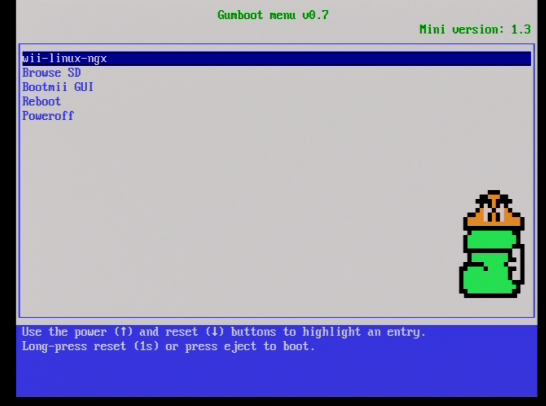 Gumboot menu v0.7
Mini version: 1.3
wii-linux-ngx
Browse SD
Bootmii GUI
Reboot
Poweroff
Use the power (↑) and reset (↓) buttons to highlight an entry.
Long-press reset (1s) or press eject to boot.